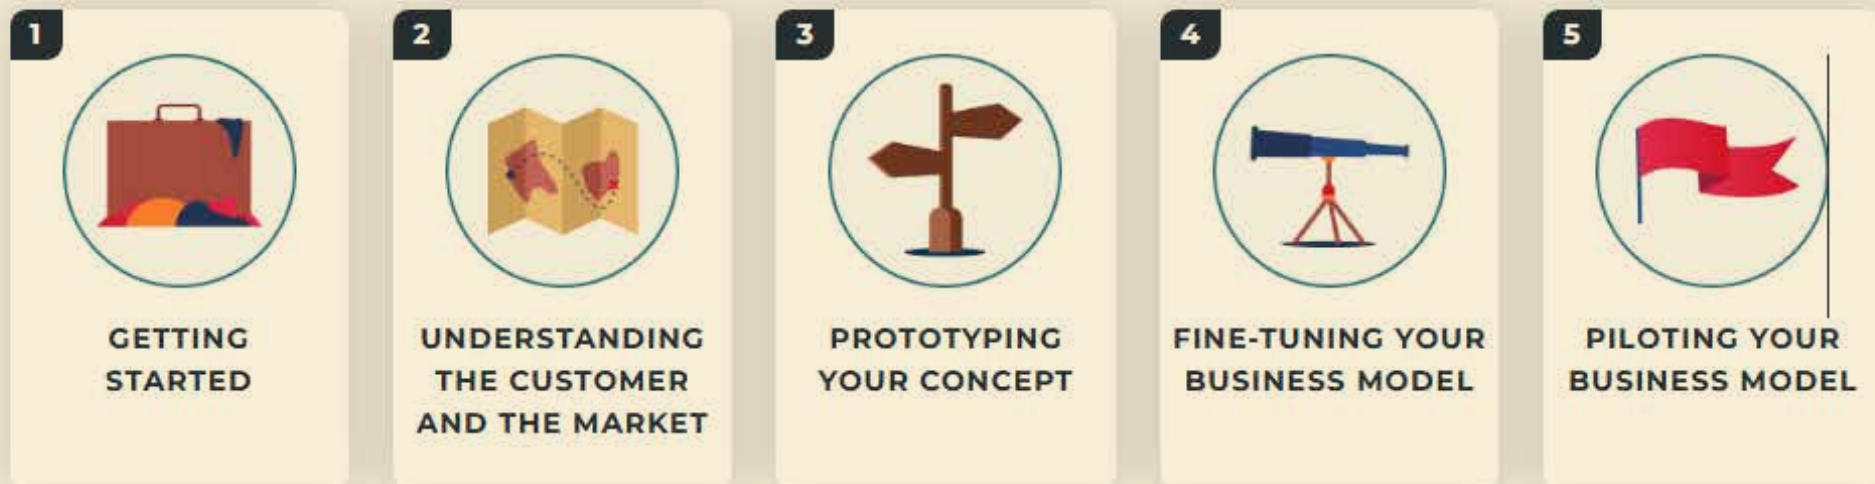 1
GETTING
STARTED
2
UNDERSTANDING
THE CUSTOMER
AND THE MARKET
3
PROTOTYPING
YOUR CONCEPT
4
FINE-TUNING YOUR
BUSINESS MODEL
5
PILOTING YOUR
BUSINESS MODEL